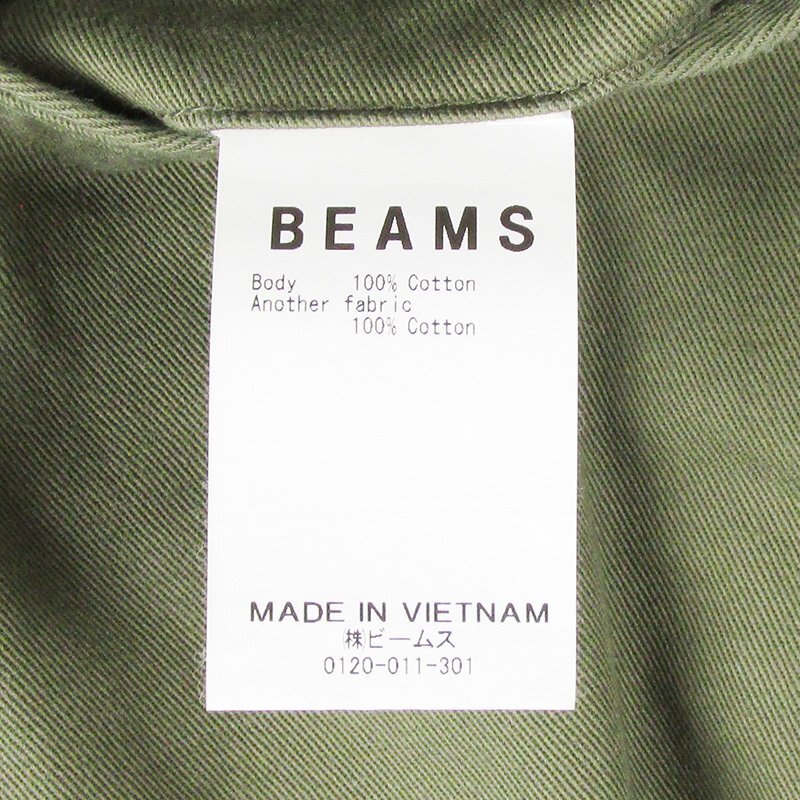 BEAMS
Body 100% Cotton
Another fabric
100% Cotton
MADE IN VIETNAM
㈱ビームス
0120-011-301